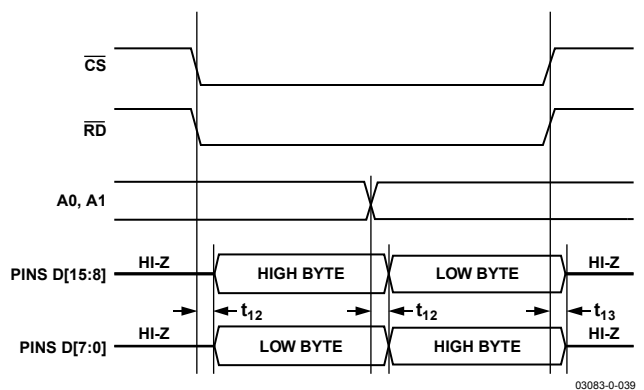 CS
RD
A0, A1
PINS D[15:8] HI-Z HIGH BYTE LOW BYTE HI-Z
t12 t12 t13
PINS D[7:0] HI-Z LOW BYTE HIGH BYTE HI-Z
03083-0-039